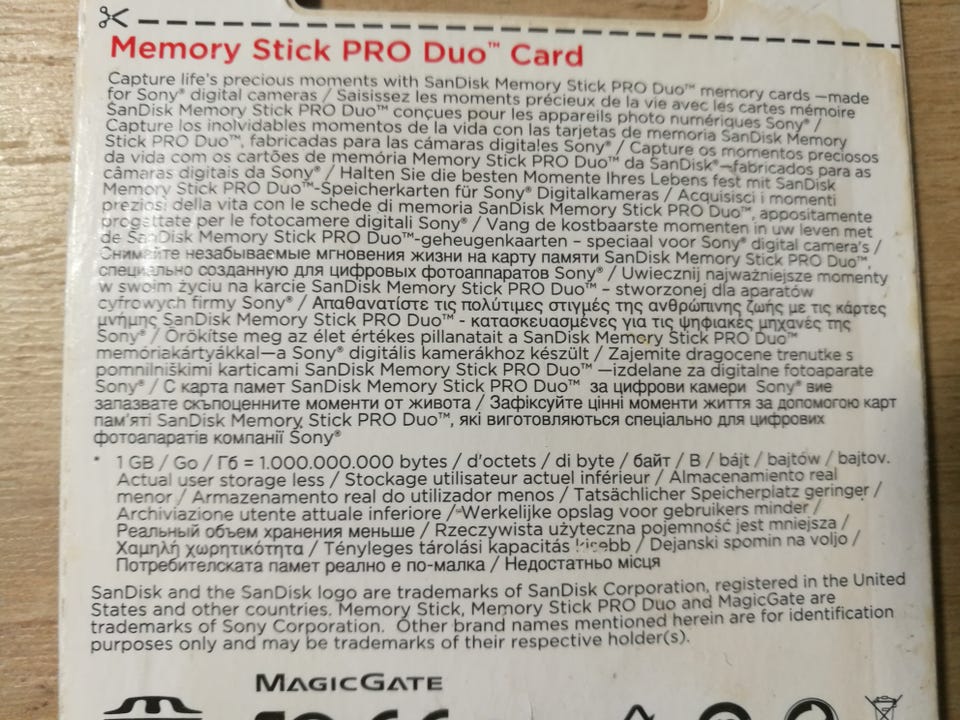 Memory Stick PRO Duo™ Card
Capture life's precious moments with SanDisk Memory Stick PRO Duo™ memory cards —made
for Sony® digital cameras / Saisissez les moments précieux de la vie avec les cartes mémoire
SanDisk Memory Stick PRO Duo™ conçues pour les appareils photo numériques Sony® /
Capture los inolvidables momentos de la vida con las tarjetas de memoria SanDisk Memory
Stick PRO Duo™, fabricadas para las cámaras digitales Sony® / Capture os momentos preciosos
da vida com os cartões de memória Memory Stick PRO Duo™ da SanDisk®—fabricados para as
câmaras digitais da Sony® / Halten Sie die besten Momente Ihres Lebens fest mit SanDisk
Memory Stick PRO Duo™-Speicherkarten für Sony® Digitalkameras / Acquisisci i momenti
preziosi della vita con le schede di memoria SanDisk Memory Stick PRO Duo™, appositamente
progettate per le fotocamere digitali Sony® / Vang de kostbaarste momenten in uw leven met
de SanDisk Memory Stick PRO Duo™-geheugenkaarten – speciaal voor Sony® digital camera's /
Снимайте незабываемые мгновения жизни на карту памяти SanDisk Memory Stick PRO Duo™,
специально созданную для цифровых фотоаппаратов Sony® / Uwiecznij najważniejsze momenty
w swoim życiu na karcie SanDisk Memory Stick PRO Duo™ – stworzonej dla aparatów
cyfrowych firmy Sony® / Απαθανατίστε τις πολύτιμες στιγμές της ανθρώπινης ζωής με τις κάρτες
μνήμης SanDisk Memory Stick PRO Duo™ - κατασκευασμένες για τις ψηφιακές μηχανές της
Sony® / Örökítse meg az élet értékes pillanatait a SanDisk Memory Stick PRO Duo™
memóriakártyákkal—a Sony® digitális kamerákhoz készült / Zajemite dragocene trenutke s
pomnilniškimi karticami SanDisk Memory Stick PRO Duo™ —izdelane za digitalne fotoaparate
Sony® / С карта памет SanDisk Memory Stick PRO Duo™ за цифрови камери Sony® вие
запазвате скъпоценните моменти от живота / Зафіксуйте цінні моменти життя за допомогою карт
пам'яті SanDisk Memory Stick PRO Duo™, які виготовляються спеціально для цифрових
фотоапаратів компанії Sony®
* 1 GB / Go / Гб = 1.000.000.000 bytes / d'octets / di byte / байт / B / bájt / bajtów / bajtov.
Actual user storage less / Stockage utilisateur actuel inférieur / Almacenamiento real
menor / Armazenamento real do utilizador menos / Tatsächlicher Speicherplatz geringer /
Archiviazione utente attuale inferiore / Werkelijke opslag voor gebruikers minder /
Реальный объем хранения меньше / Rzeczywista użyteczna pojemność jest mniejsza /
Χαμηλή χωρητικότητα / Tényleges tárolási kapacitás kisebb / Dejanski spomin na voljo /
Потребителската памет реално е по-малка / Недостатньо місця
SanDisk and the SanDisk logo are trademarks of SanDisk Corporation, registered in the United
States and other countries. Memory Stick, Memory Stick PRO Duo and MagicGate are
trademarks of Sony Corporation. Other brand names mentioned herein are for identification
purposes only and may be trademarks of their respective holder(s).
MAGICGATE